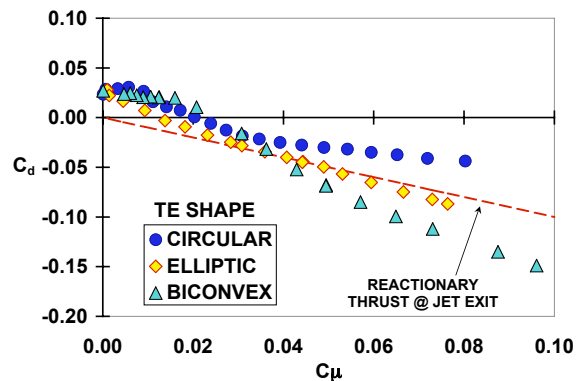 0.10
0.05
0.00
-0.05
-0.10
-0.15
-0.20
Cd
0.00
0.02
0.04
0.06
0.08
0.10
Cμ
TE SHAPE
CIRCULAR
ELLIPTIC
BICONVEX
REACTIONARY
THRUST @ JET EXIT